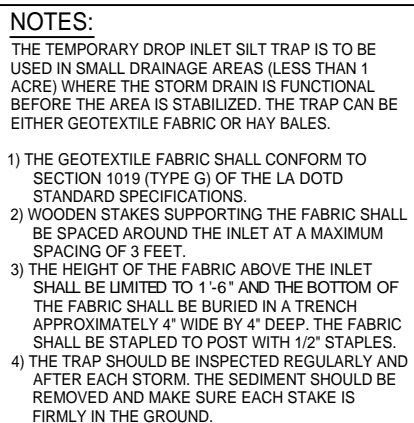 NOTES:
THE TEMPORARY DROP INLET SILT TRAP IS TO BE
USED IN SMALL DRAINAGE AREAS (LESS THAN 1
ACRE) WHERE THE STORM DRAIN IS FUNCTIONAL
BEFORE THE AREA IS STABILIZED. THE TRAP CAN BE
EITHER GEOTEXTILE FABRIC OR HAY BALES.
1) THE GEOTEXTILE FABRIC SHALL CONFORM TO
SECTION 1019 (TYPE G) OF THE LA DOTD
STANDARD SPECIFICATIONS.
2) WOODEN STAKES SUPPORTING THE FABRIC SHALL
BE SPACED AROUND THE INLET AT A MAXIMUM
SPACING OF 3 FEET.
3) THE HEIGHT OF THE FABRIC ABOVE THE INLET
SHALL BE LIMITED TO 1'-6" AND THE BOTTOM OF
THE FABRIC SHALL BE BURIED IN A TRENCH
APPROXIMATELY 4" WIDE BY 4" DEEP. THE FABRIC
SHALL BE STAPLED TO POST WITH 1/2" STAPLES.
4) THE TRAP SHOULD BE INSPECTED REGULARLY AND
AFTER EACH STORM. THE SEDIMENT SHOULD BE
REMOVED AND MAKE SURE EACH STAKE IS
FIRMLY IN THE GROUND.